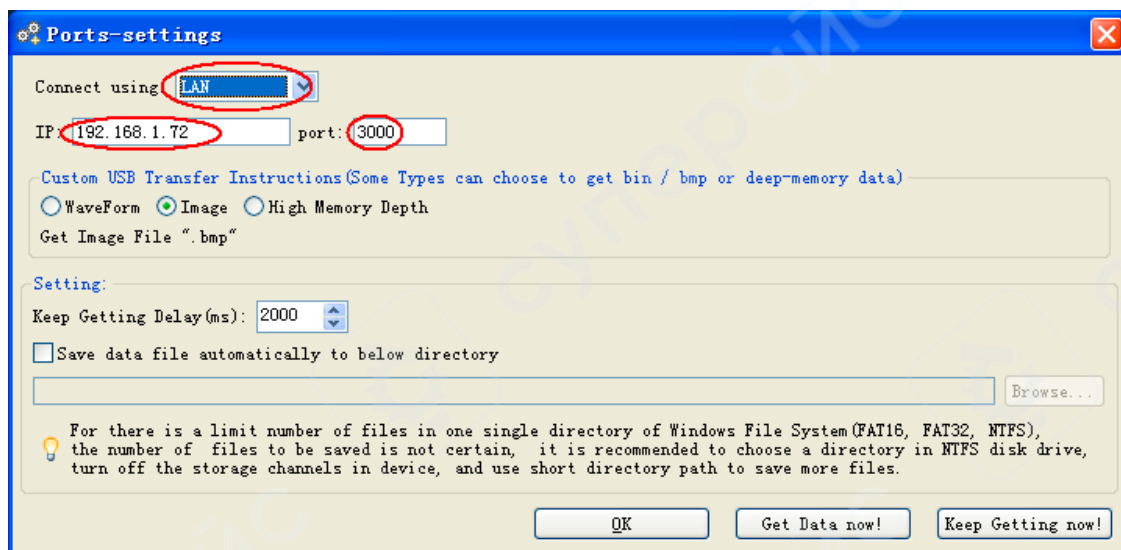 Ports-settings
Connect using LAN
IP: 192.168.1.72 port: 3000
Custom USB Transfer Instructions(Some Types can choose to get bin / bmp or deep-memory data)
WaveForm Image High Memory Depth
Get Image File ".bmp"
Setting:
Keep Getting Delay(ms): 2000
Save data file automatically to below directory
Browse...
For there is a limit number of files in one single directory of Windows File System(FAT16, FAT32, NTFS),
the number of files to be saved is not certain, it is recommended to choose a directory in NTFS disk drive,
turn off the storage channels in device, and use short directory path to save more files.
OK Get Data now! Keep Getting now!